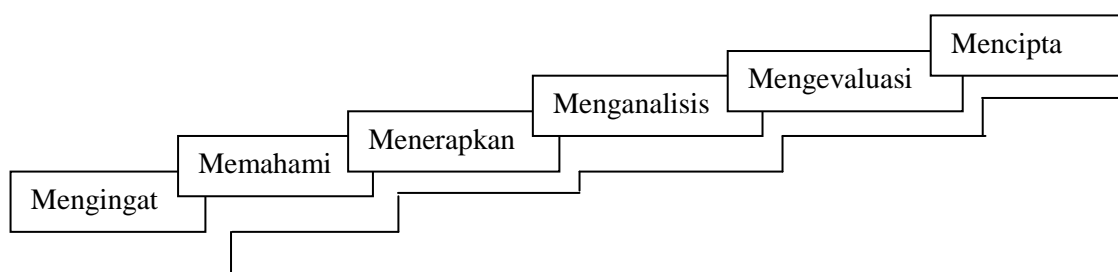 Mengingat
Memahami
Menerapkan
Menganalisis
Mengevaluasi
Mencipta